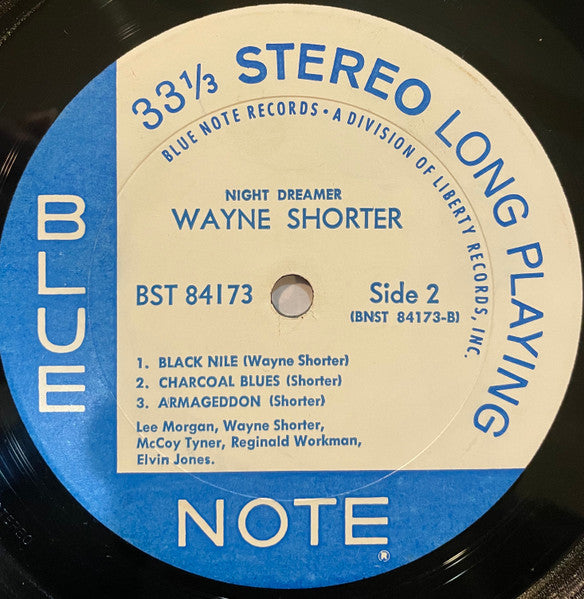 33⅓ STEREO LONG PLAYING
BLUE NOTE RECORDS • A DIVISION OF LIBERTY RECORDS, INC.
NIGHT DREAMER
WAYNE SHORTER
BST 84173
Side 2
(BNST 84173-B)
1. BLACK NILE (Wayne Shorter)
2. CHARCOAL BLUES (Shorter)
3. ARMAGEDDON (Shorter)
Lee Morgan, Wayne Shorter,
McCoy Tyner, Reginald Workman,
Elvin Jones.
BLUE
NOTE®